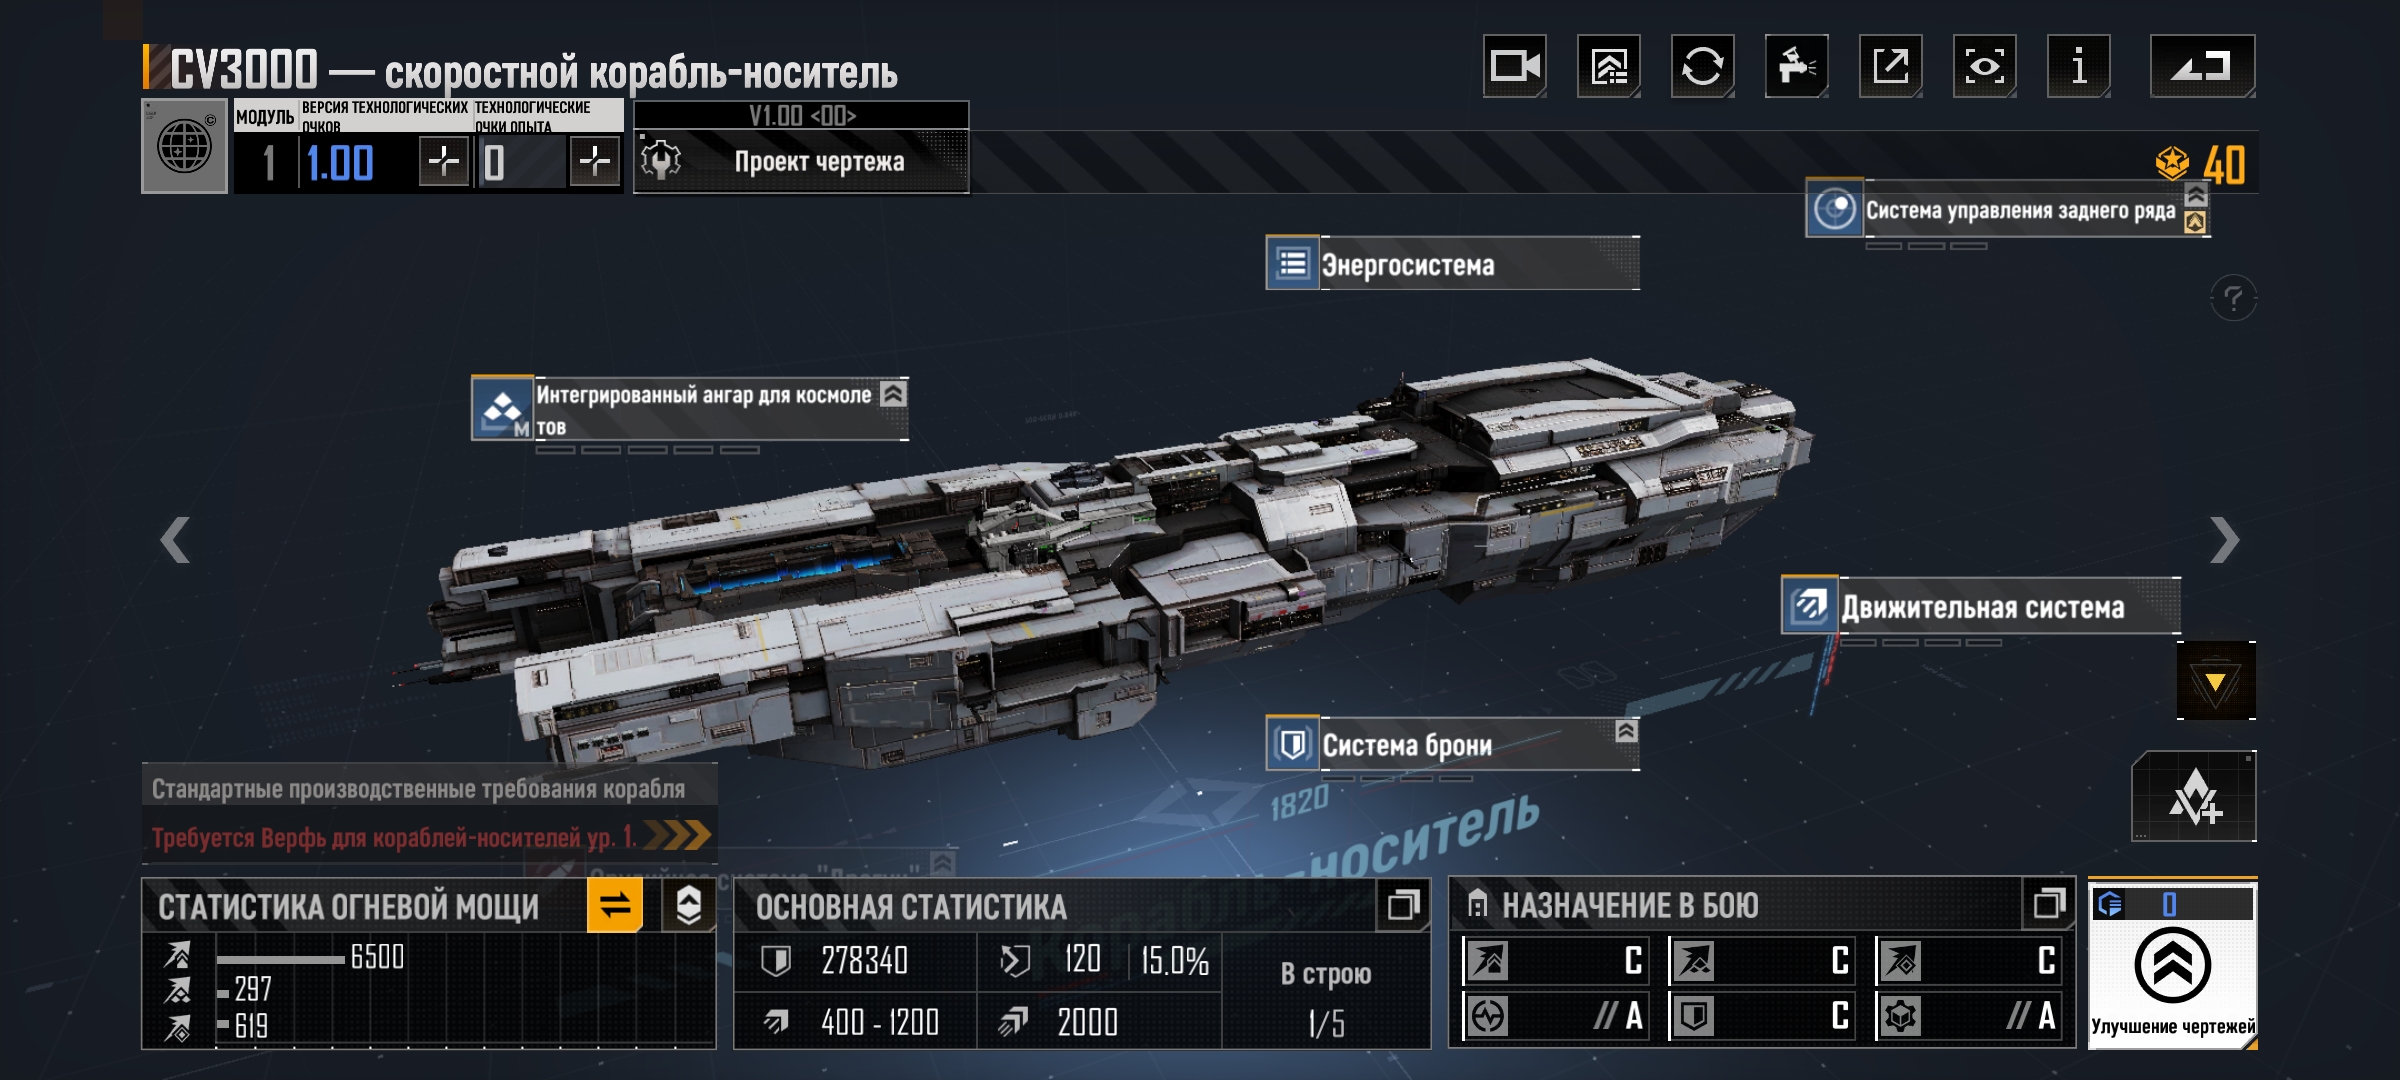 CV3000 — скоростной корабль-носитель
МОДУЛЬ
ВЕРСИЯ ТЕХНОЛОГИЧЕСКИХ
ОЧКОВ
ТЕХНОЛОГИЧЕСКИЕ
ОЧКИ ОПЫТА
1
1.00
0
V1.00 <00>
Проект чертежа
40
Система управления заднего ряда
Энергосистема
Интегрированный ангар для космоле
тов
M
Движительная система
Система брони
1820
Корабль-носитель
Стандартные производственные требования корабля
Требуется Верфь для кораблей-носителей ур. 1.
СТАТИСТИКА ОГНЕВОЙ МОЩИ
6500
297
619
ОСНОВНАЯ СТАТИСТИКА
278340
120
15.0%
400 - 1200
2000
В строю
1/5
НАЗНАЧЕНИЕ В БОЮ
C
C
C
// A
C
// A
0
Улучшение чертежей